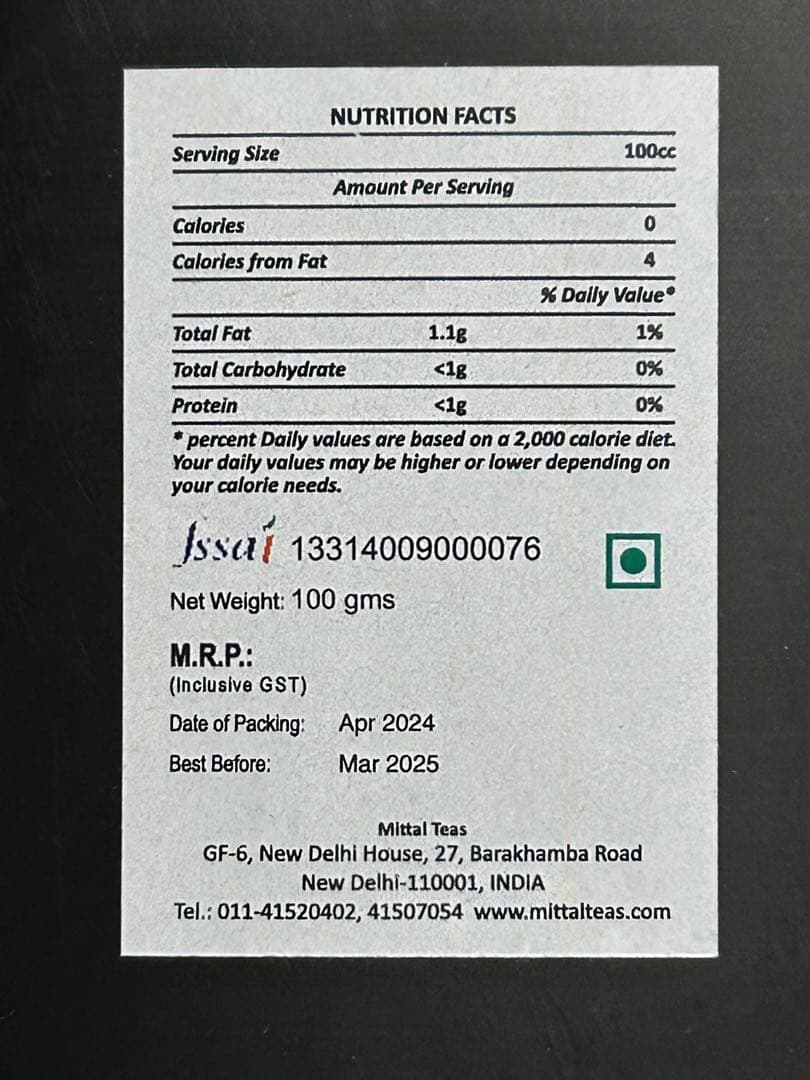 NUTRITION FACTS
Serving Size 100cc
Amount Per Serving
Calories 0
Calories from Fat 4
% Daily Value*
Total Fat 1.1g 1%
Total Carbohydrate <1g 0%
Protein <1g 0%
* percent Daily values are based on a 2,000 calorie diet.
Your daily values may be higher or lower depending on
your calorie needs.
fssai 13314009000076
Net Weight: 100 gms
M.R.P.:
(Inclusive GST)
Date of Packing: Apr 2024
Best Before: Mar 2025
Mittal Teas
GF-6, New Delhi House, 27, Barakhamba Road
New Delhi-110001, INDIA
Tel.: 011-41520402, 41507054 www.mittalteas.com